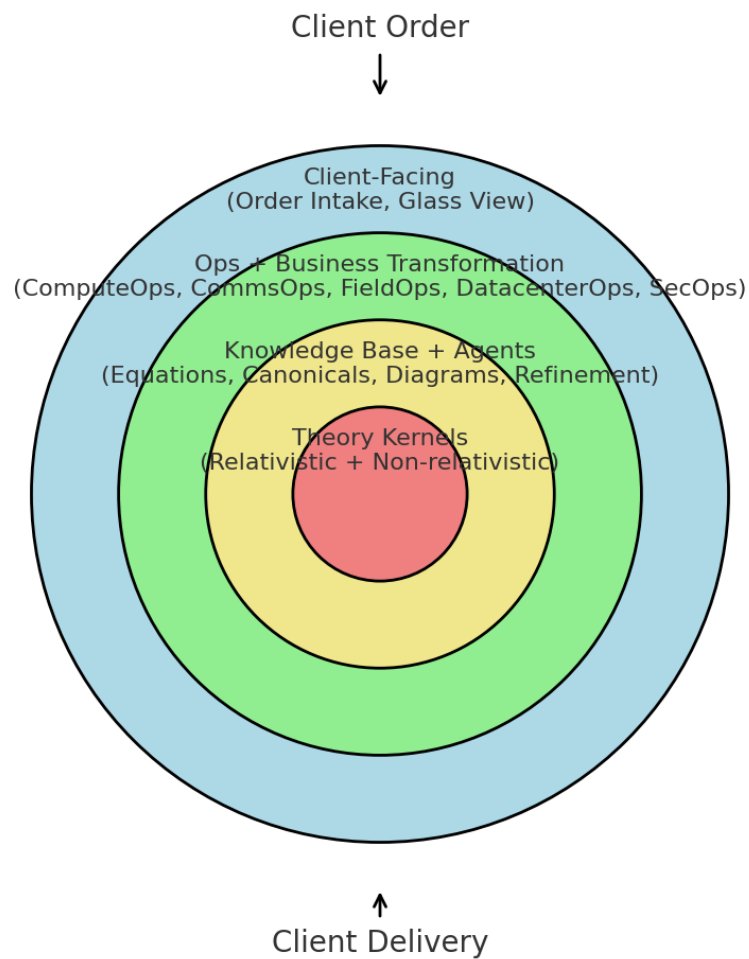 Client Order
Client-Facing
(Order Intake, Glass View)
Ops + Business Transformation
(ComputeOps, CommsOps, FieldOps, DatacenterOps, SecOps)
Knowledge Base + Agents
(Equations, Canonicals, Diagrams, Refinement)
Theory Kernels
(Relativistic + Non-relativistic)
Client Delivery